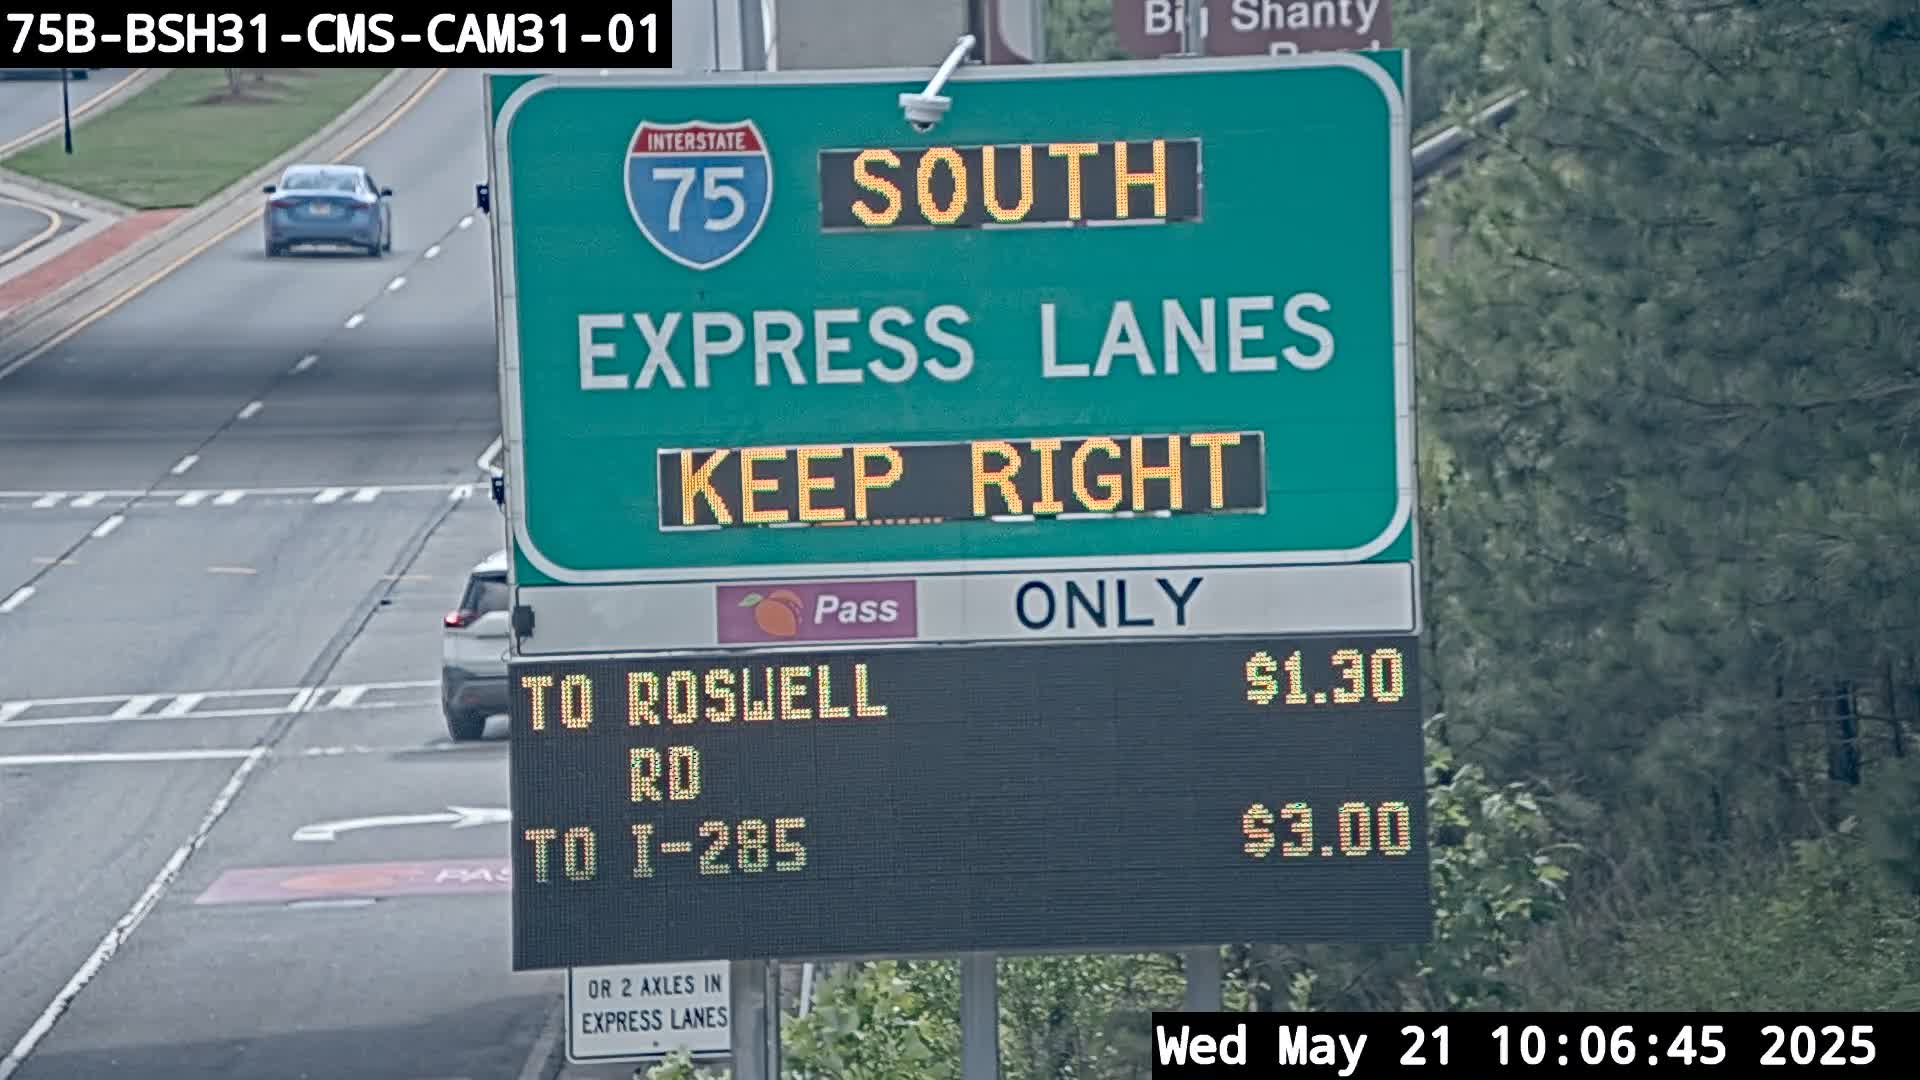 75B-BSH31-CMS-CAM31-01
Big Shanty
Road
INTERSTATE
75
SOUTH
EXPRESS LANES
KEEP RIGHT
Pass
ONLY
TO ROSWELL $1.30
RD
TO I-285 $3.00
PAS
OR 2 AXLES IN
EXPRESS LANES
Wed May 21 10:06:45 2025